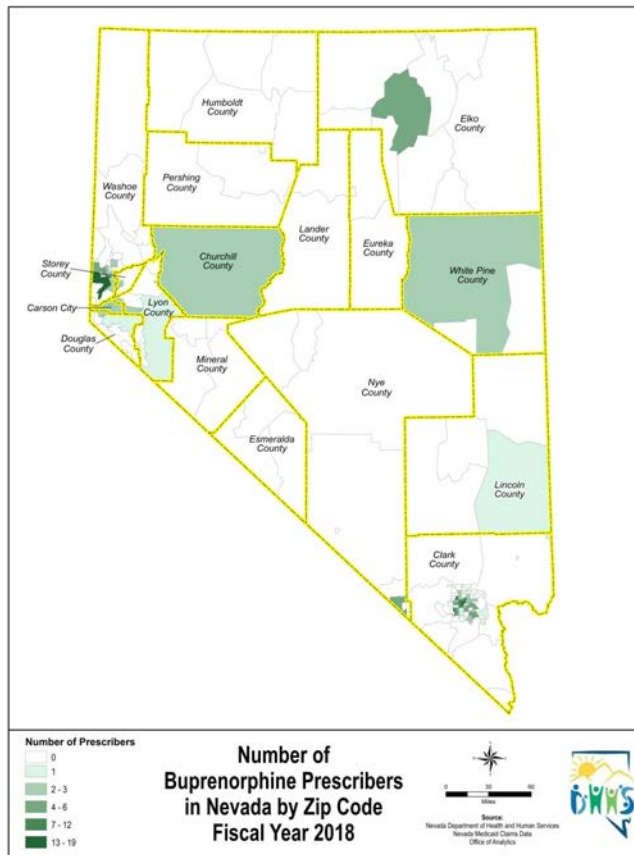 Humboldt
County
Elko
County
Pershing
County
Washoe
County
Lander
County
Eureka
County
Churchill
County
White Pine
County
Storey
County
Carson City
Lyon
County
Douglas
County
Mineral
County
Nye
County
Esmeralda
County
Lincoln
County
Clark
County
Number of Prescribers
0
1
2 - 3
4 - 6
7 - 12
13 - 19
Number of
Buprenorphine Prescribers
in Nevada by Zip Code
Fiscal Year 2018
0 30 60
Miles
Source:
Nevada Department of Health and Human Services
Nevada Medicaid Claims Data
Office of Analytics
DHHS